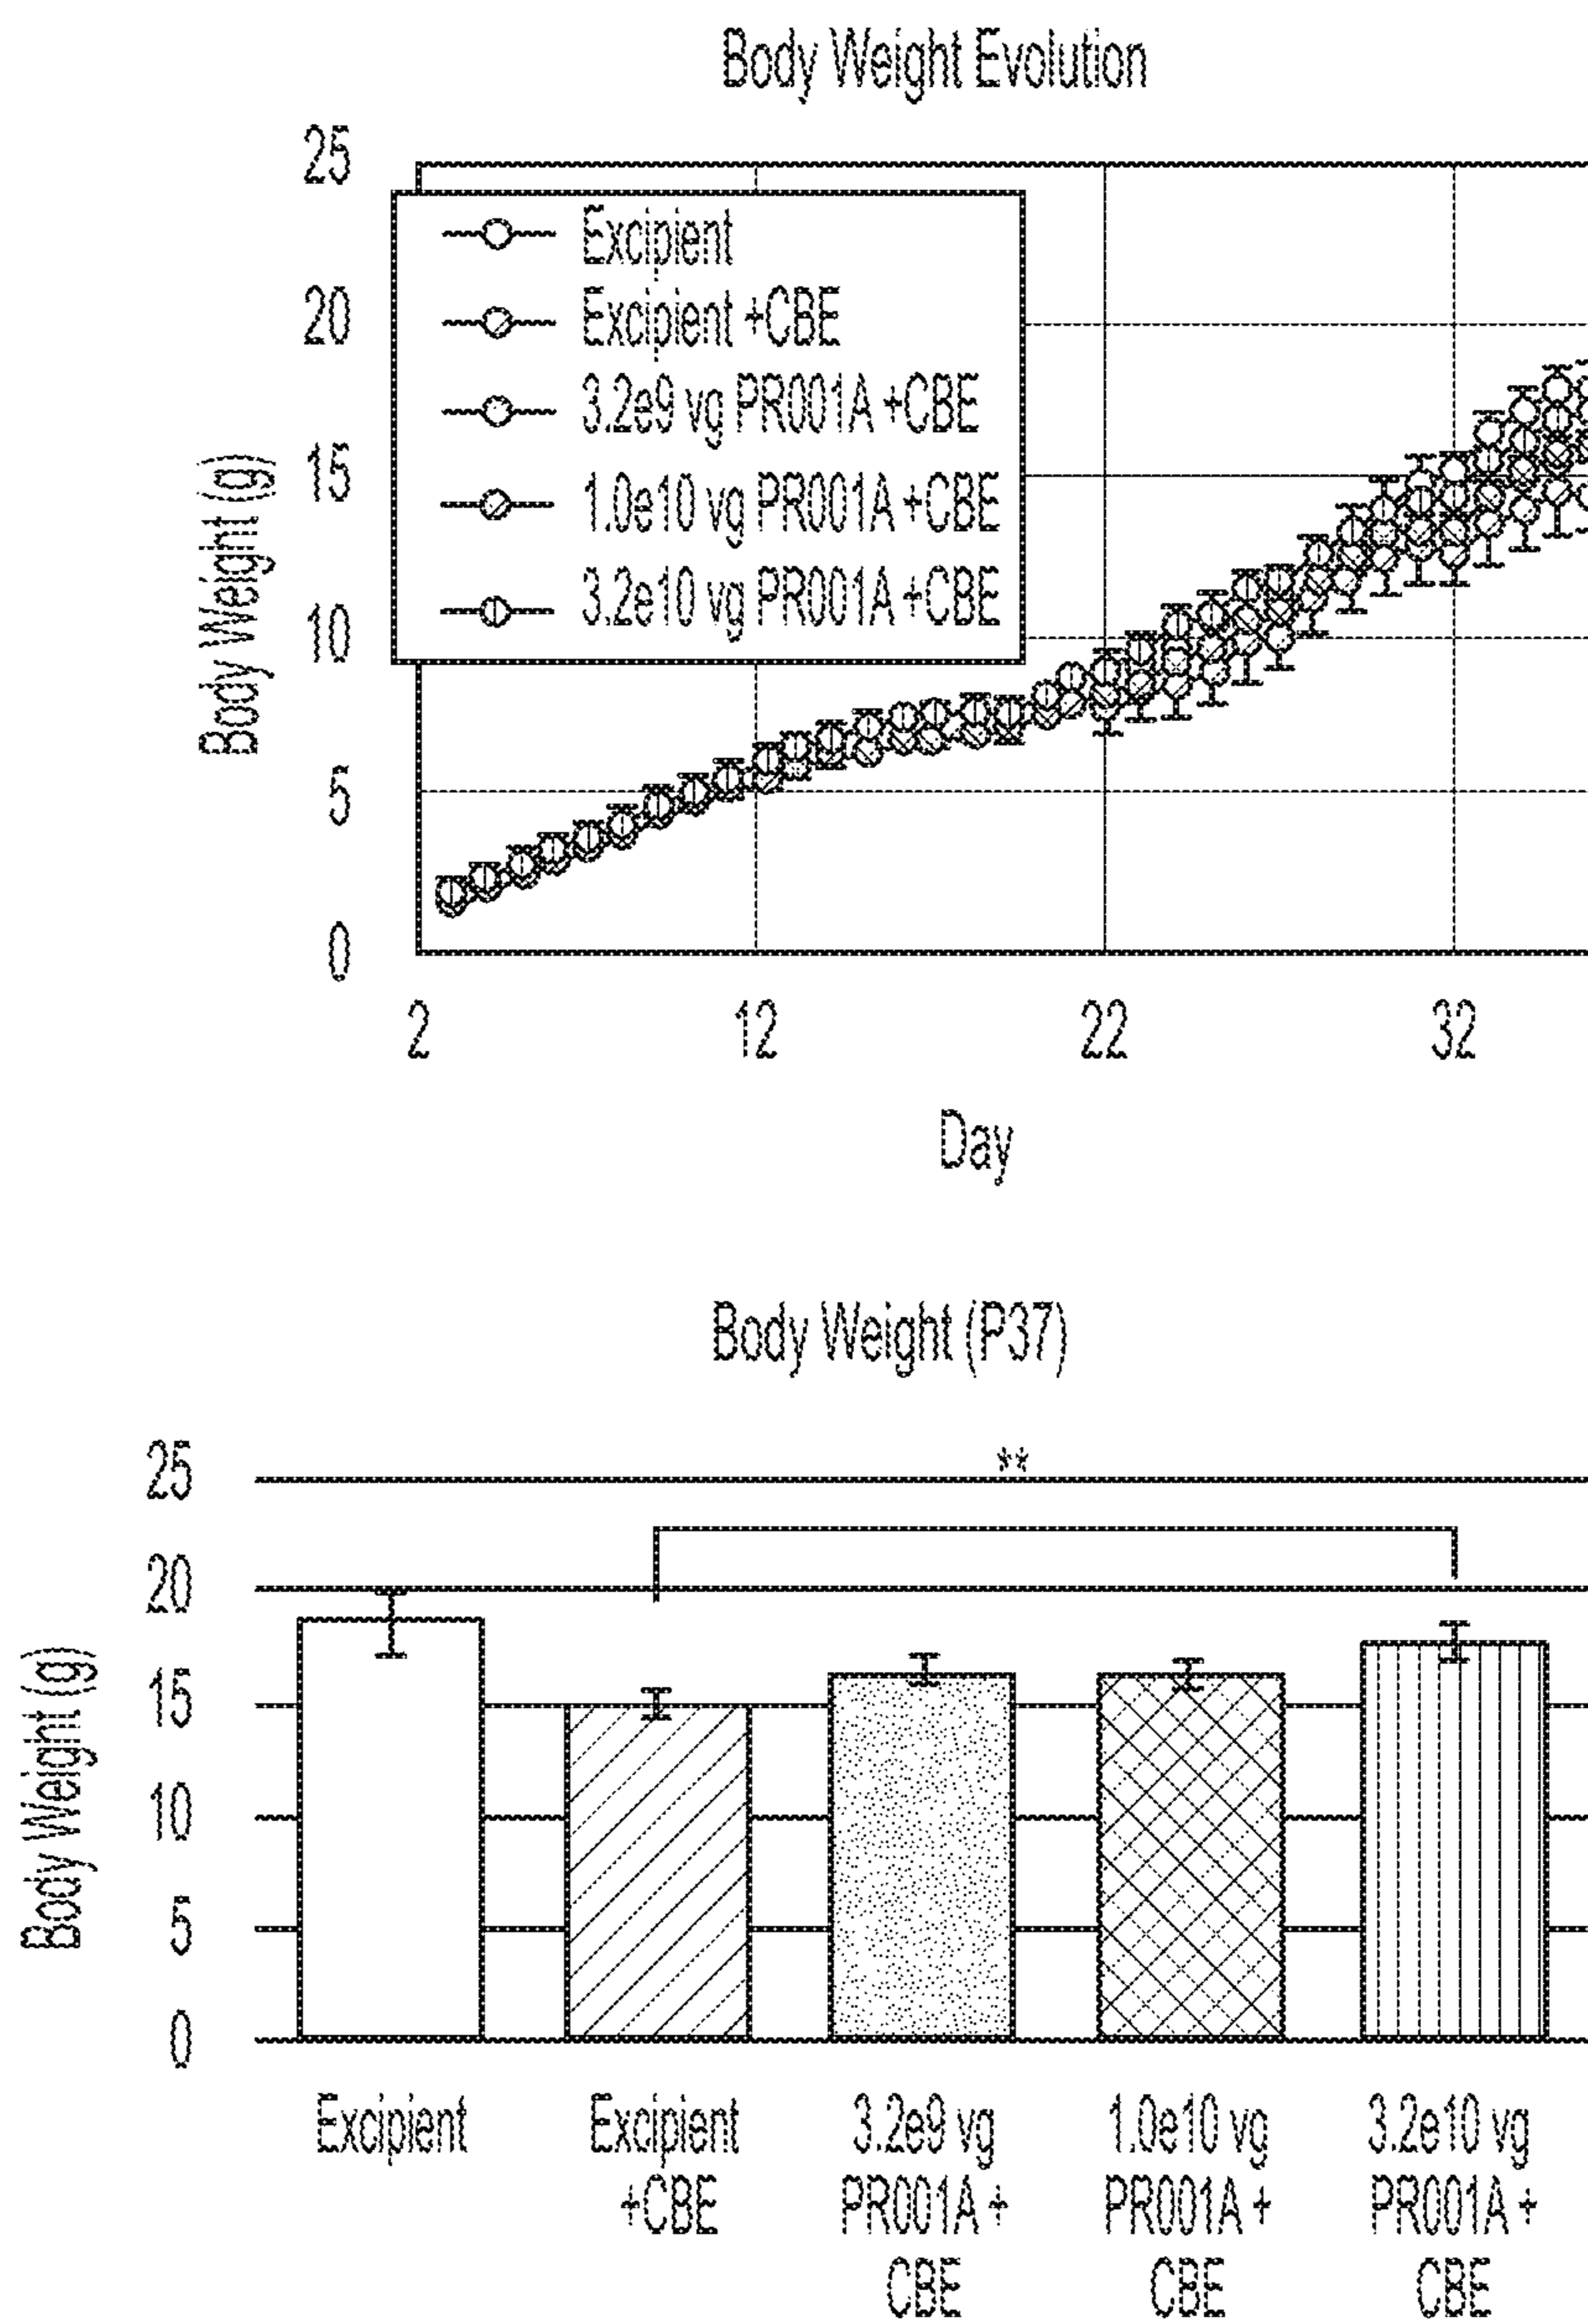 Body Weight Evolution
25
20
15
10
5
0
Body Weight (g)
Excipient
Excipient +CBE
3.2e9 vg PR001A +CBE
1.0e10 vg PR001A +CBE
3.2e10 vg PR001A +CBE
2 12 22 32
Day
Body Weight (P37)
25
20
15
10
5
0
Body Weight (g)
**
Excipient
Excipient
+CBE
3.2e9 vg
PR001A +
CBE
1.0e10 vg
PR001A +
CBE
3.2e10 vg
PR001A +
CBE